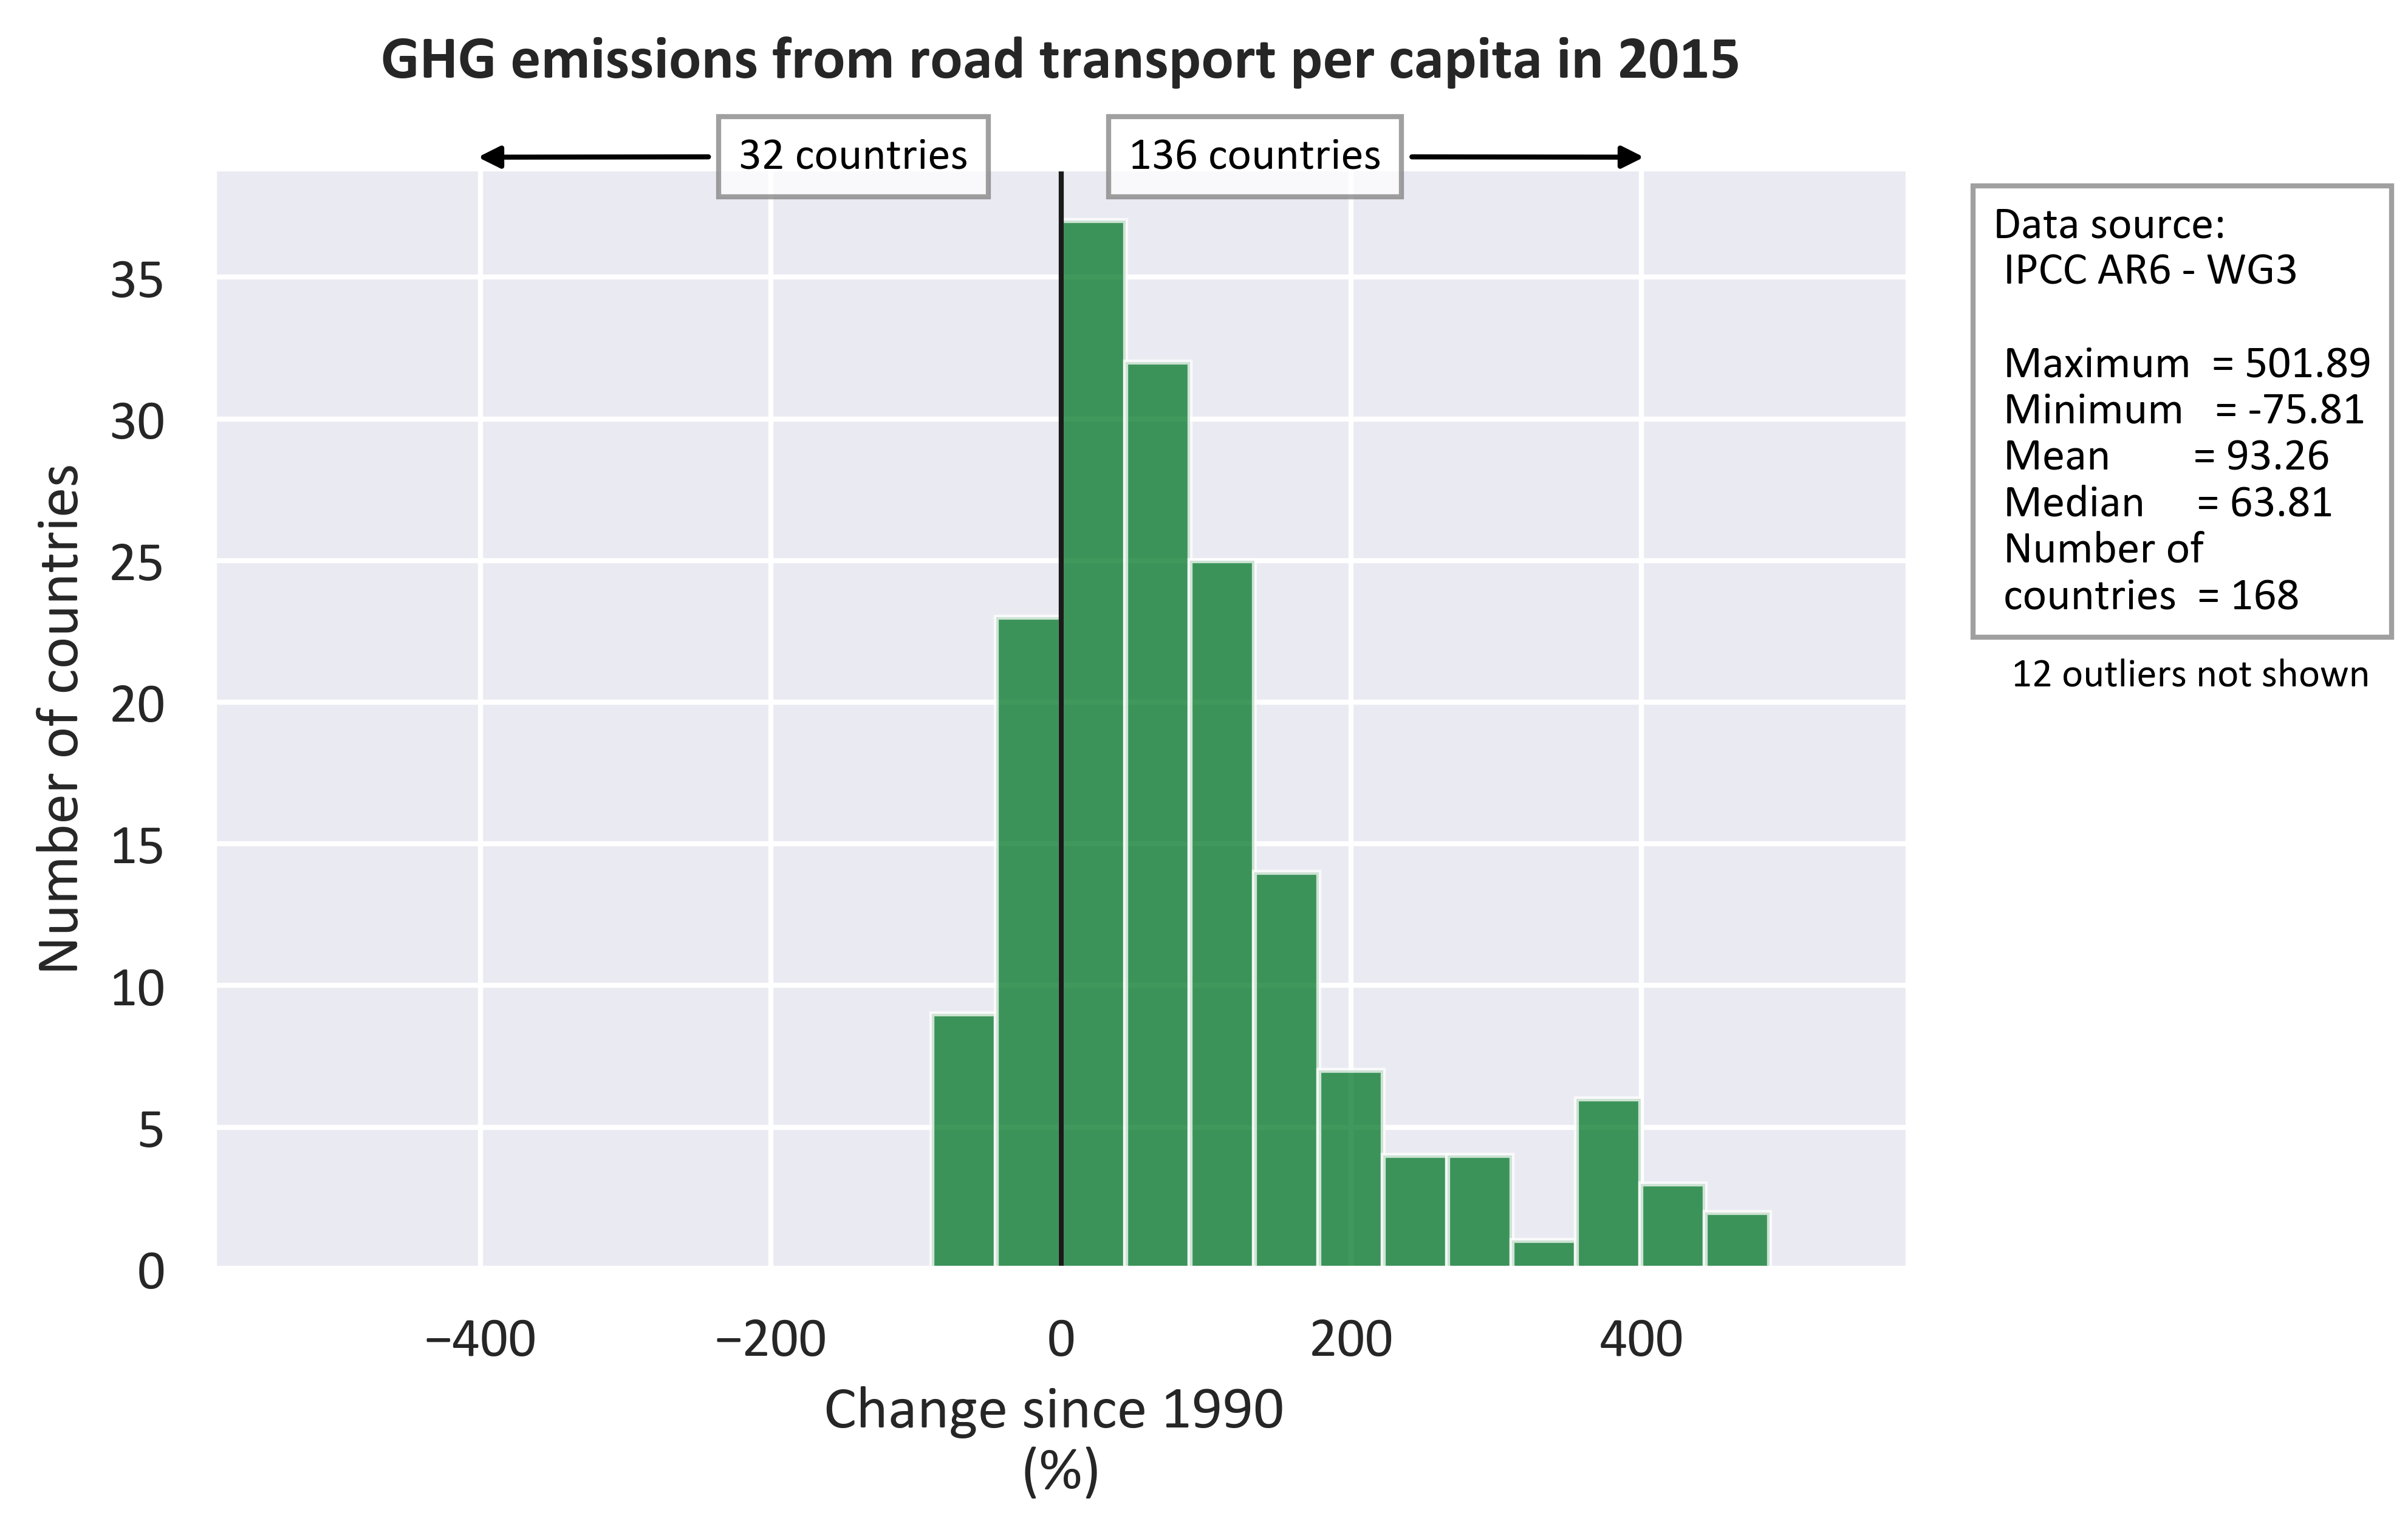 GHG emissions from road transport per capita in 2015
32 countries
136 countries
Number of countries
35
30
25
20
15
10
5
0
−400
−200
0
200
400
Change since 1990
(%)
Data source:
IPCC AR6 - WG3
Maximum = 501.89
Minimum = -75.81
Mean = 93.26
Median = 63.81
Number of
countries = 168
12 outliers not shown